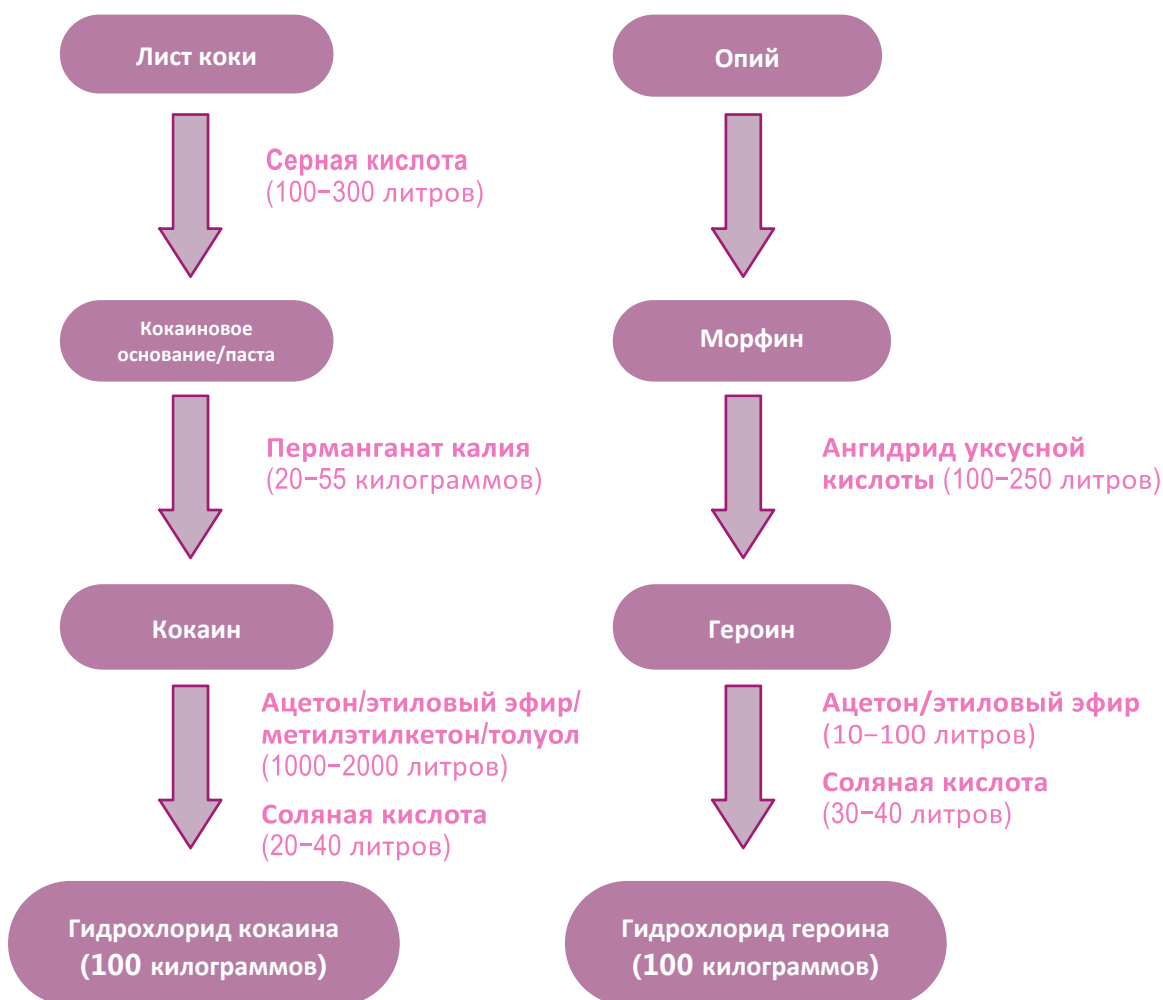 Лист коки
Опий
Серная кислота
(100–300 литров)
Кокаиновое
основание/паста
Морфин
Перманганат калия
(20–55 килограммов)
Ангидрид уксусной
кислоты (100–250 литров)
Кокаин
Героин
Ацетон/этиловый эфир/
метилэтилкетон/толуол
(1000–2000 литров)
Соляная кислота
(20–40 литров)
Ацетон/этиловый эфир
(10–100 литров)
Соляная кислота
(30–40 литров)
Гидрохлорид кокаина
(100 килограммов)
Гидрохлорид героина
(100 килограммов)